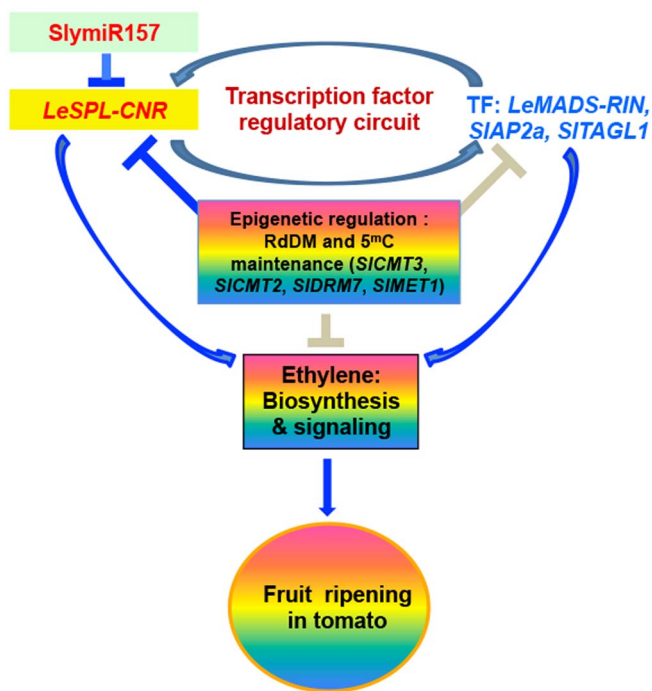 SlymiR157
LeSPL-CNR
Transcription factor
regulatory circuit
TF: LeMADS-RIN,
SlAP2a, SlTAGL1
Epigenetic regulation :
RdDM and 5mC
maintenance (SlCMT3,
SlCMT2, SlDRM7, SlMET1)
Ethylene:
Biosynthesis
& signaling
Fruit ripening
in tomato